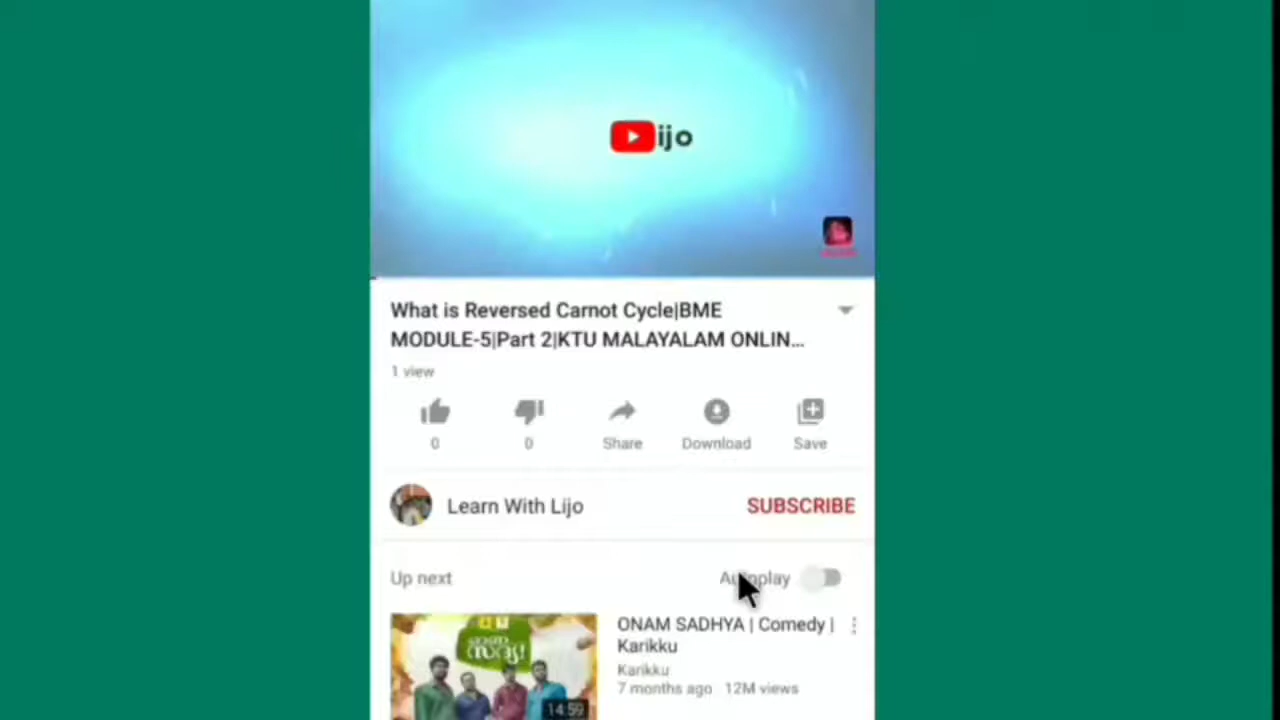 ijo
What is Reversed Carnot Cycle|BME
MODULE-5|Part 2|KTU MALAYALAM ONLIN...
1 view
0
0
Share
Download
Save
Learn With Lijo
SUBSCRIBE
Up next
Autoplay
ONAM SADHYA | Comedy |
Karikku
Karikku
7 months ago 12M views
14:59